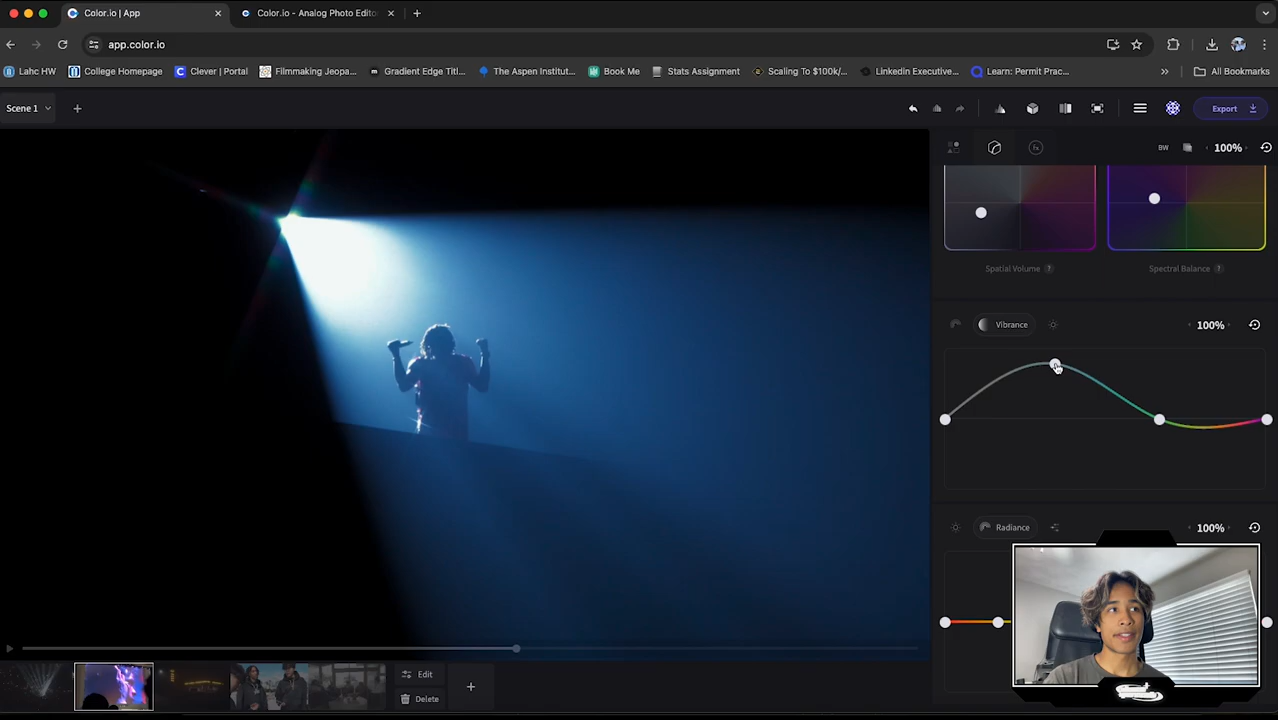 Color.io | App
Color.io - Analog Photo Editor
app.color.io
Lahc HW
College Homepage
Clever | Portal
Filmmaking Jeopa...
Gradient Edge Titl...
The Aspen Institut...
Book Me
Stats Assignment
Scaling To $100k/...
Linkedin Executive...
Learn: Permit Prac...
All Bookmarks
Scene 1
Export
BW
100%
Spatial Volume ?
Spectral Balance ?
Vibrance
100%
Radiance
100%
Edit
Delete